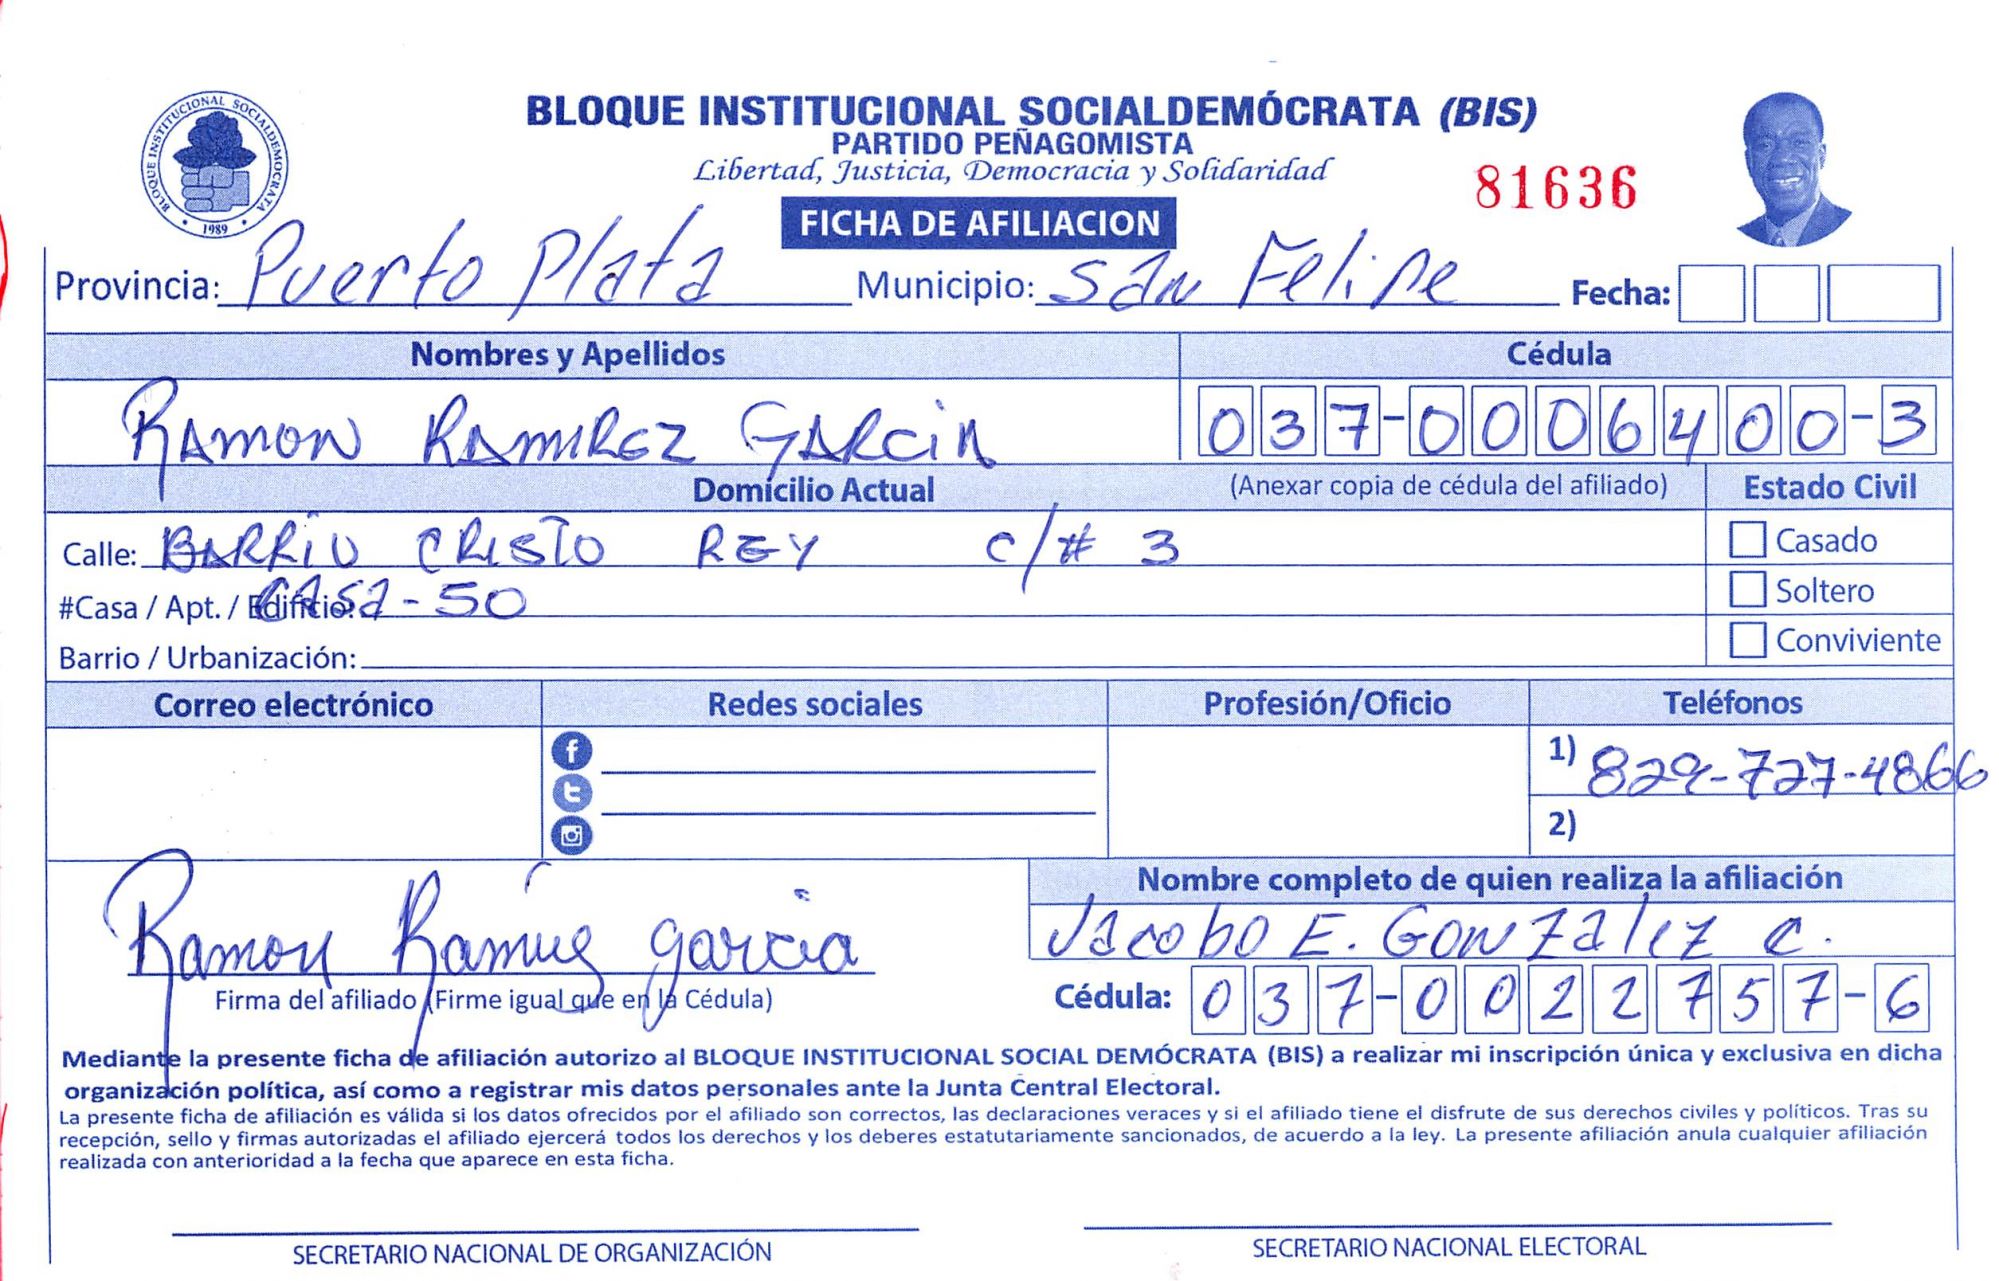 BLOQUE INSTITUCIONAL SOCIALDEMOCRATA
1989
BLOQUE INSTITUCIONAL SOCIALDEMÓCRATA (BIS)
PARTIDO PEÑAGOMISTA
Libertad, Justicia, Democracia y Solidaridad
81636
FICHA DE AFILIACION
Provincia: Puerto Plata Municipio: San Felipe Fecha:
Nombres y Apellidos Cédula
RAMON RAMIREZ GARCIA 037-0006400-3
Domicilio Actual (Anexar copia de cédula del afiliado) Estado Civil
Calle: BARRIO CRISTO REY C/# 3 Casado
#Casa / Apt. / Edificio: CASA-50 Soltero
Barrio / Urbanización: Conviviente
Correo electrónico Redes sociales Profesión/Oficio Teléfonos
1) 829-727-4866
2)
Nombre completo de quien realiza la afiliación
Jacobo E. GONZalez C.
Ramon Ramirez garcia
Firma del afiliado (Firme igual que en la Cédula) Cédula: 037-0022757-6
Mediante la presente ficha de afiliación autorizo al BLOQUE INSTITUCIONAL SOCIAL DEMÓCRATA (BIS) a realizar mi inscripción única y exclusiva en dicha
organización política, así como a registrar mis datos personales ante la Junta Central Electoral.
La presente ficha de afiliación es válida si los datos ofrecidos por el afiliado son correctos, las declaraciones veraces y si el afiliado tiene el disfrute de sus derechos civiles y políticos. Tras su
recepción, sello y firmas autorizadas el afiliado ejercerá todos los derechos y los deberes estatutariamente sancionados, de acuerdo a la ley. La presente afiliación anula cualquier afiliación
realizada con anterioridad a la fecha que aparece en esta ficha.
SECRETARIO NACIONAL DE ORGANIZACIÓN SECRETARIO NACIONAL ELECTORAL